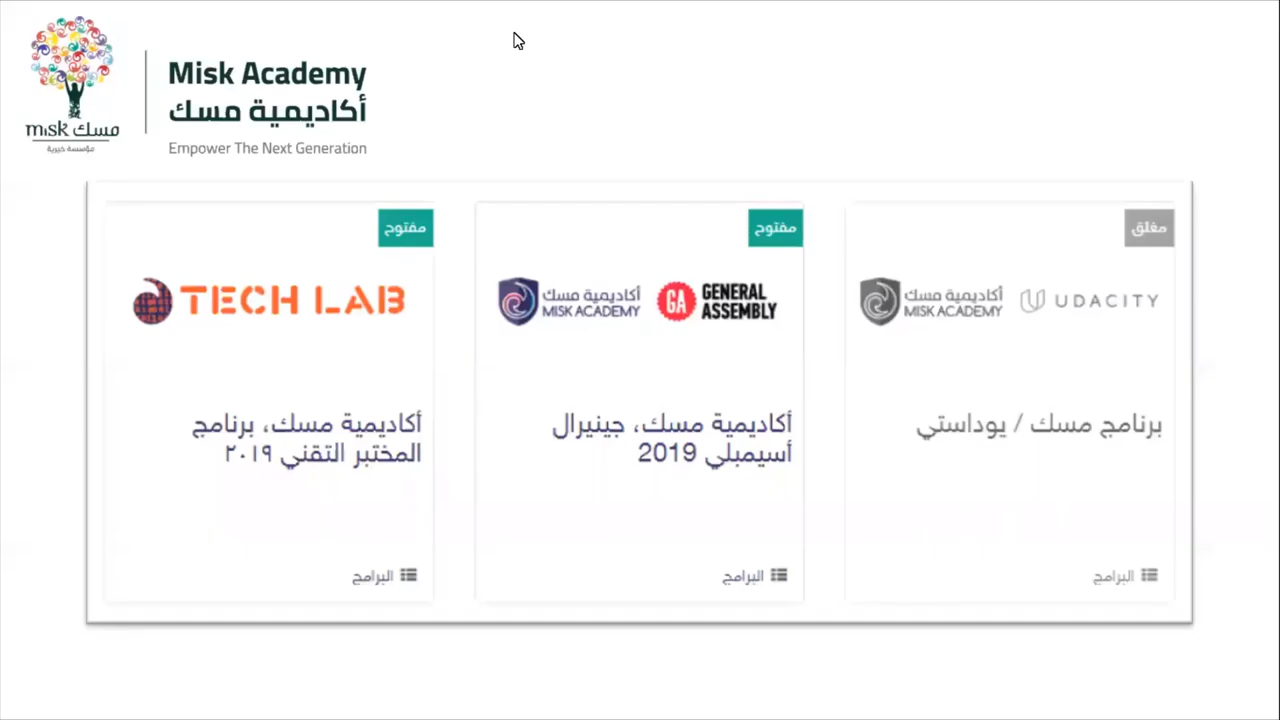 Misk Academy
أكاديمية مسك
Empower The Next Generation
misk مسك
مؤسسة خيرية
مغلق
أكاديمية مسك
MISK ACADEMY
UDACITY
برنامج مسك / يوداستي
البرامج
مفتوح
أكاديمية مسك
MISK ACADEMY
GA
GENERAL
ASSEMBLY
أكاديمية مسك، جينيرال
أسيمبلي 2019
البرامج
مفتوح
TECH LAB
أكاديمية مسك، برنامج
المختبر التقني ٢٠١٩
البرامج